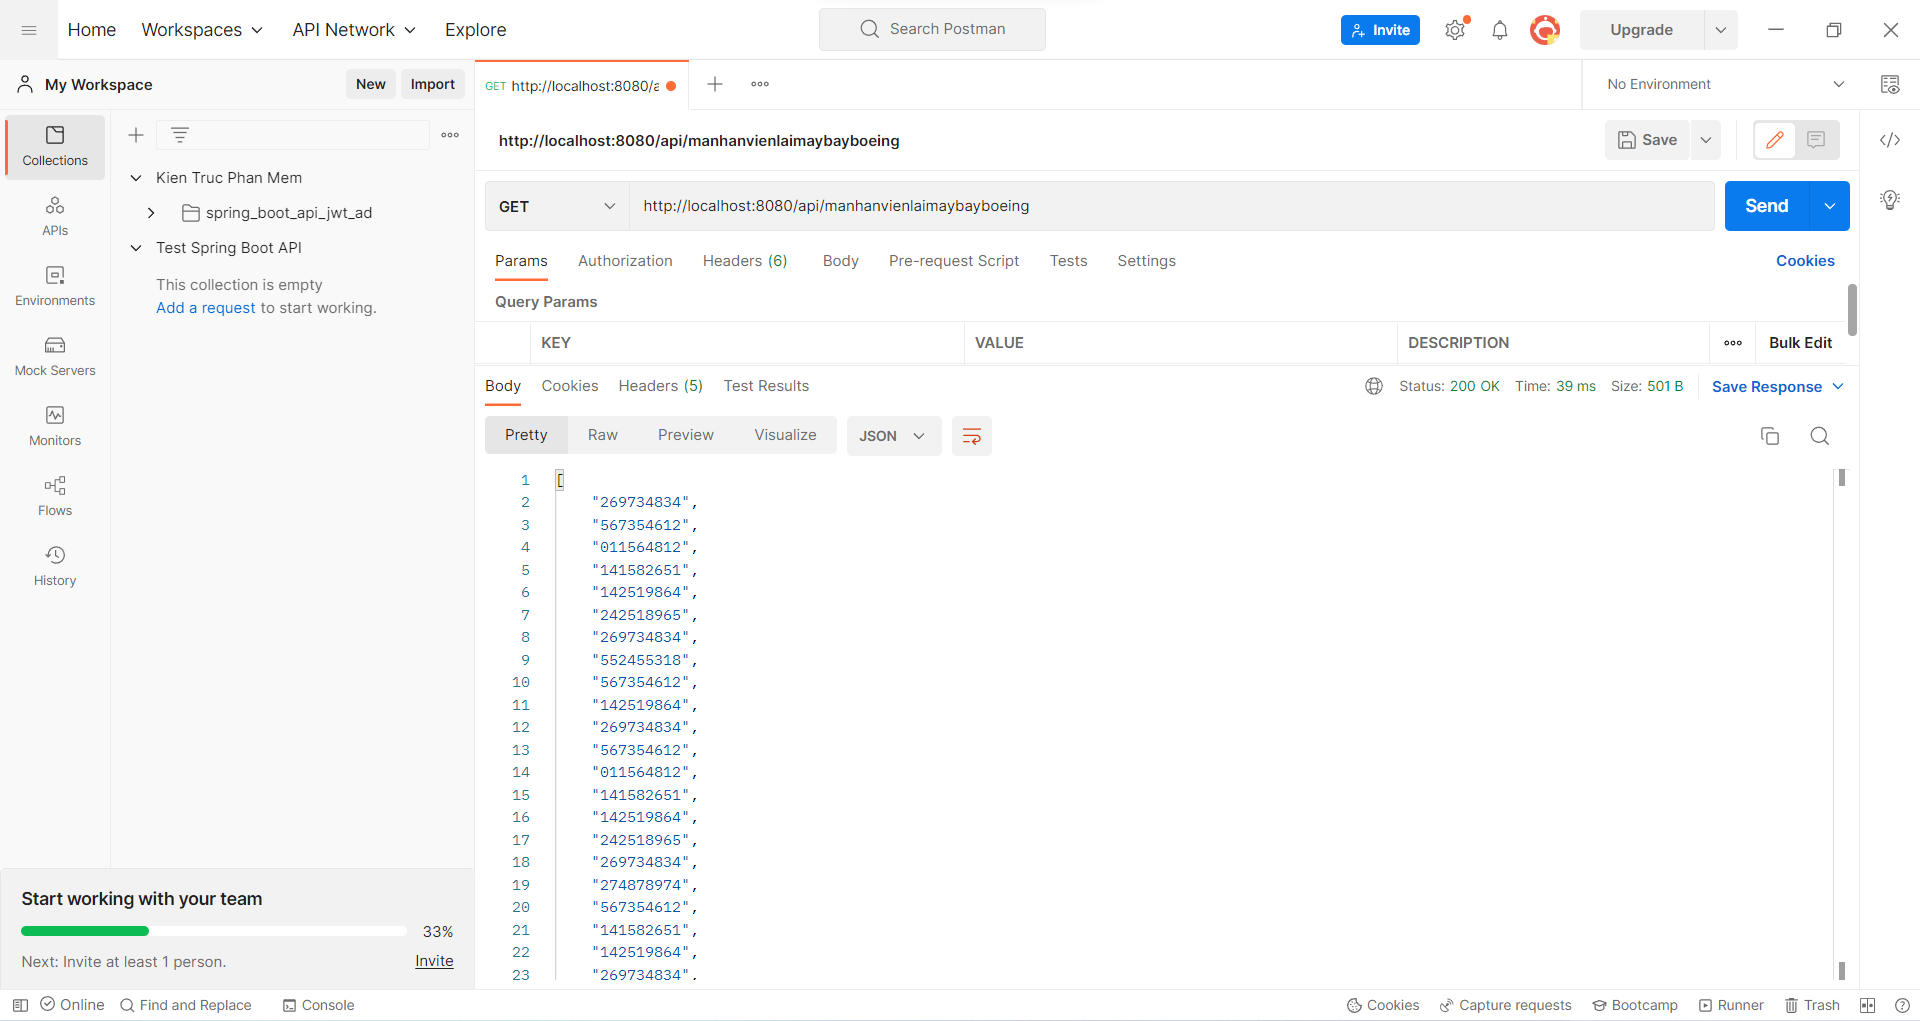 Home Workspaces API Network Explore Search Postman Invite Upgrade
My Workspace New Import GET http://localhost:8080/a No Environment
Collections
APIs
Environments
Mock Servers
Monitors
Flows
History
Kien Truc Phan Mem
spring_boot_api_jwt_ad
Test Spring Boot API
This collection is empty
Add a request to start working.
Start working with your team
33%
Next: Invite at least 1 person. Invite
http://localhost:8080/api/manhanvienlaimaybayboeing Save
GET http://localhost:8080/api/manhanvienlaimaybayboeing Send
Params Authorization Headers (6) Body Pre-request Script Tests Settings Cookies
Query Params
KEY VALUE DESCRIPTION Bulk Edit
Body Cookies Headers (5) Test Results Status: 200 OK Time: 39 ms Size: 501 B Save Response
Pretty Raw Preview Visualize JSON
1 [
2 "269734834",
3 "567354612",
4 "011564812",
5 "141582651",
6 "142519864",
7 "242518965",
8 "269734834",
9 "552455318",
10 "567354612",
11 "142519864",
12 "269734834",
13 "567354612",
14 "011564812",
15 "141582651",
16 "142519864",
17 "242518965",
18 "269734834",
19 "274878974",
20 "567354612",
21 "141582651",
22 "142519864",
23 "269734834",
Online Find and Replace Console Cookies Capture requests Bootcamp Runner Trash